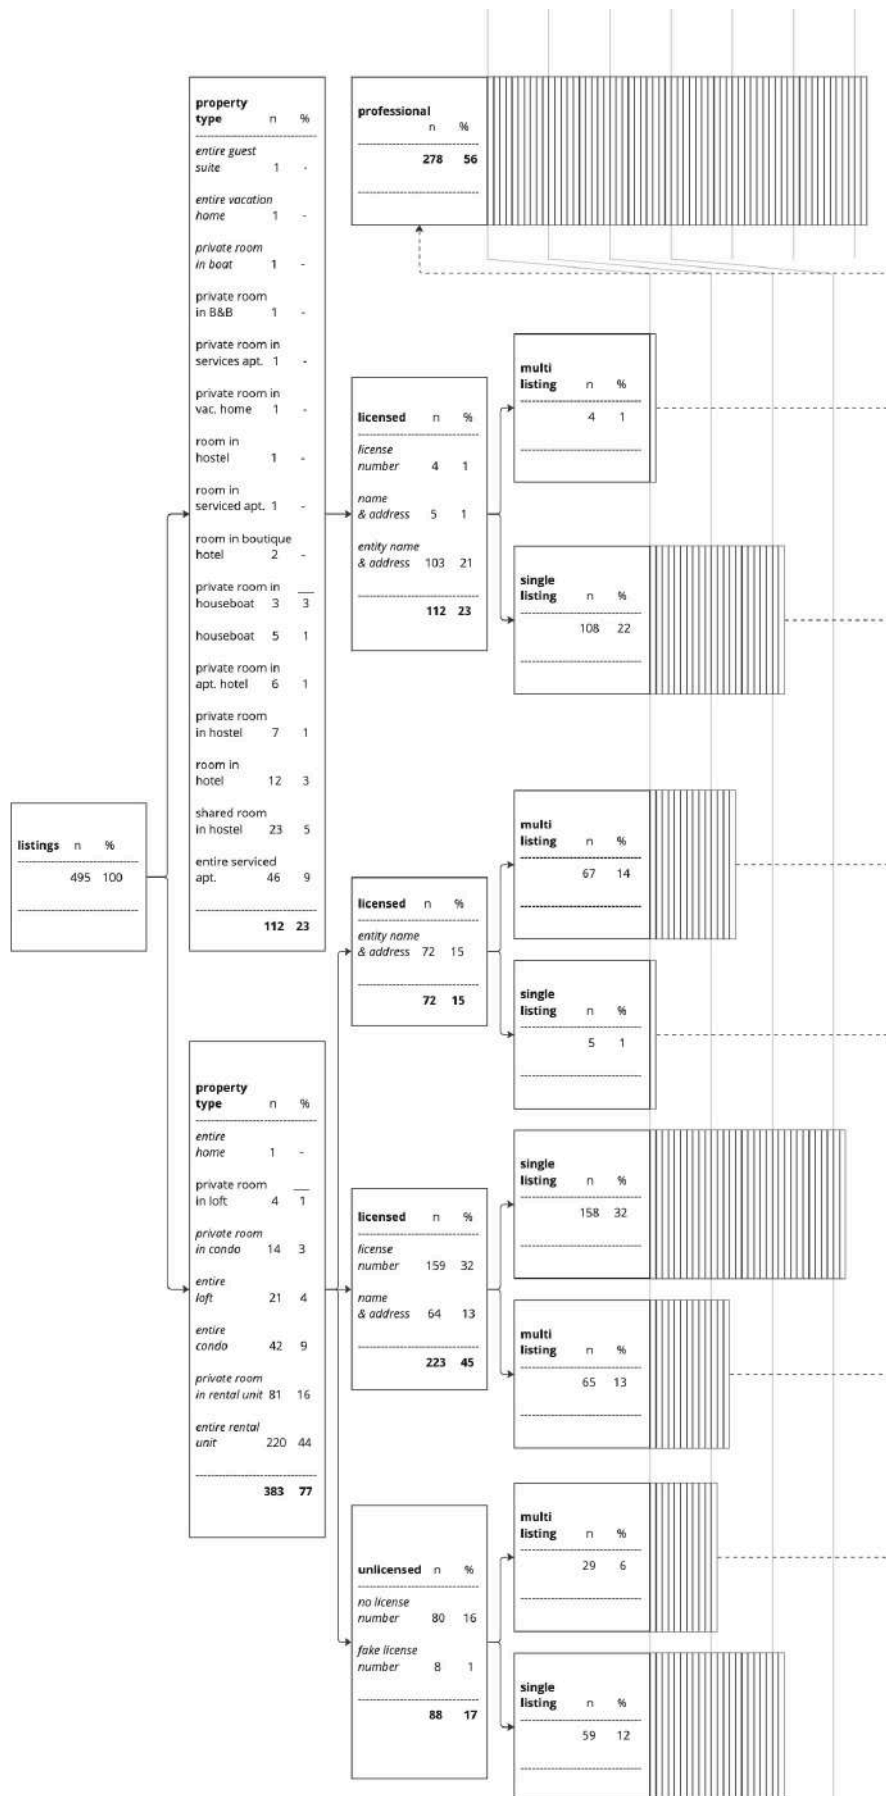 property
type n %
entire guest
suite 1 -
entire vacation
home 1 -
private room
in boat 1 -
private room
in B&B 1 -
private room in
services apt. 1 -
private room in
vac. home 1 -
room in
hostel 1 -
room in
serviced apt. 1 -
room in boutique
hotel 2 -
private room in
houseboat 3 3
houseboat 5 1
private room in
apt. hotel 6 1
private room
in hostel 7 1
room in
hotel 12 3
shared room
in hostel 23 5
entire serviced
apt. 46 9
112 23
professional
n %
278 56
licensed n %
license
number 4 1
name
& address 5 1
entity name
& address 103 21
112 23
multi
listing n %
4 1
single
listing n %
108 22
listings n %
495 100
licensed n %
entity name
& address 72 15
72 15
multi
listing n %
67 14
single
listing n %
5 1
property
type n %
entire
home 1 -
private room
in loft 4 1
private room
in condo 14 3
entire
loft 21 4
entire
condo 42 9
private room
in rental unit 81 16
entire rental
unit 220 44
383 77
licensed n %
license
number 159 32
name
& address 64 13
223 45
single
listing n %
158 32
multi
listing n %
65 13
unlicensed n %
no license
number 80 16
fake license
number 8 1
88 17
multi
listing n %
29 6
single
listing n %
59 12